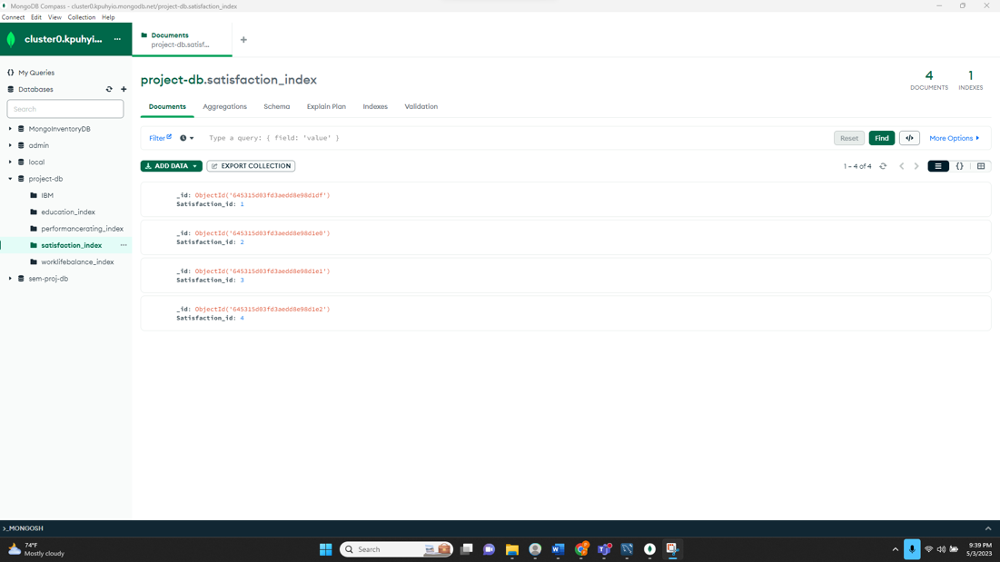 MongoDB Compass - cluster0.kpuhyio.mongodb.net/project-db.satisfaction_index
Connect Edit View Collection Help
cluster0.kpuhyi... ...
Documents
project-db.satisf...
My Queries
Databases
Search
MongoInventoryDB
admin
local
project-db
IBM
education_index
performancerating_index
satisfaction_index ...
worklifebalance_index
sem-proj-db
project-db.satisfaction_index
4
DOCUMENTS
1
INDEXES
Documents Aggregations Schema Explain Plan Indexes Validation
Filter Type a query: { field: 'value' } Reset Find </> More Options
ADD DATA EXPORT COLLECTION 1 – 4 of 4 {}
_id: ObjectId('645315d03fd3aedd8e98d1df')
Satisfaction_id: 1
_id: ObjectId('645315d03fd3aedd8e98d1e0')
Satisfaction_id: 2
_id: ObjectId('645315d03fd3aedd8e98d1e1')
Satisfaction_id: 3
_id: ObjectId('645315d03fd3aedd8e98d1e2')
Satisfaction_id: 4
>_MONGOSH
74°F
Mostly cloudy
Search
9:39 PM
5/3/2023